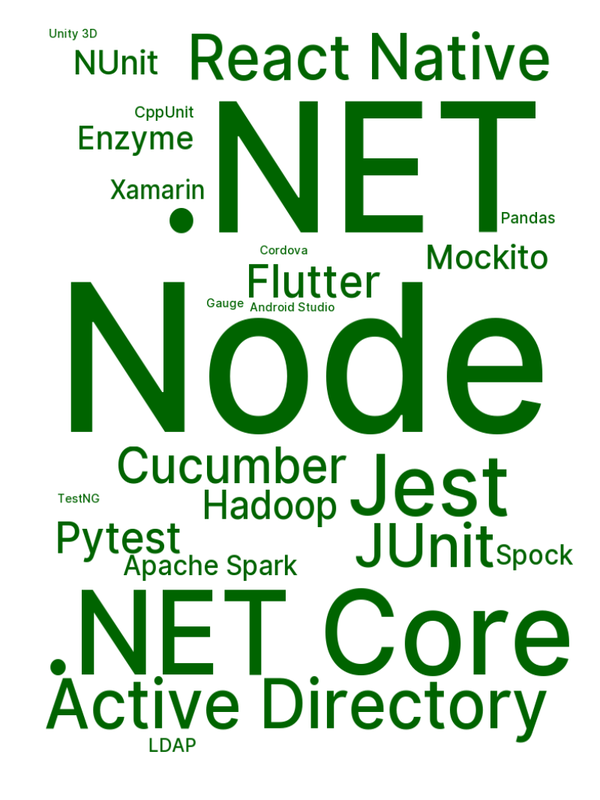 Unity 3D
NUnit
React Native
CppUnit
Enzyme
.NET
Xamarin
Pandas
Mockito
Cordova
Flutter
Gauge
Android Studio
Node
Cucumber
Jest
Hadoop
TestNG
Pytest
JUnit
Spock
Apache Spark
.NET Core
Active Directory
LDAP